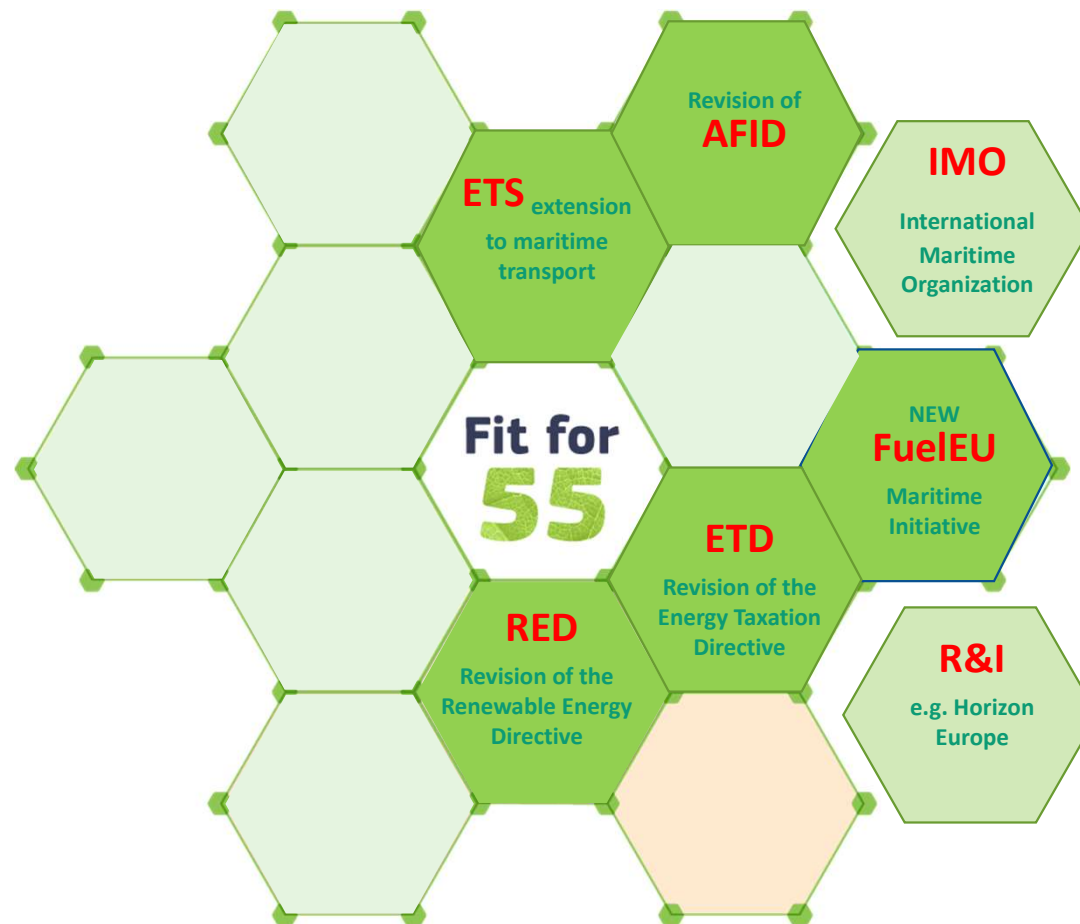 Revision of
AFID
IMO
International
Maritime
Organization
ETS extension
to maritime
transport
Fit for
55
NEW
FuelEU
Maritime
Initiative
ETD
Revision of the
Energy Taxation
Directive
RED
Revision of the
Renewable Energy
Directive
R&I
e.g. Horizon
Europe